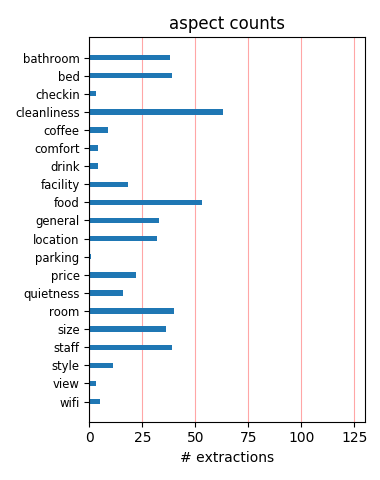 aspect counts
bathroom
bed
checkin
cleanliness
coffee
comfort
drink
facility
food
general
location
parking
price
quietness
room
size
staff
style
view
wifi
0 25 50 75 100 125
# extractions